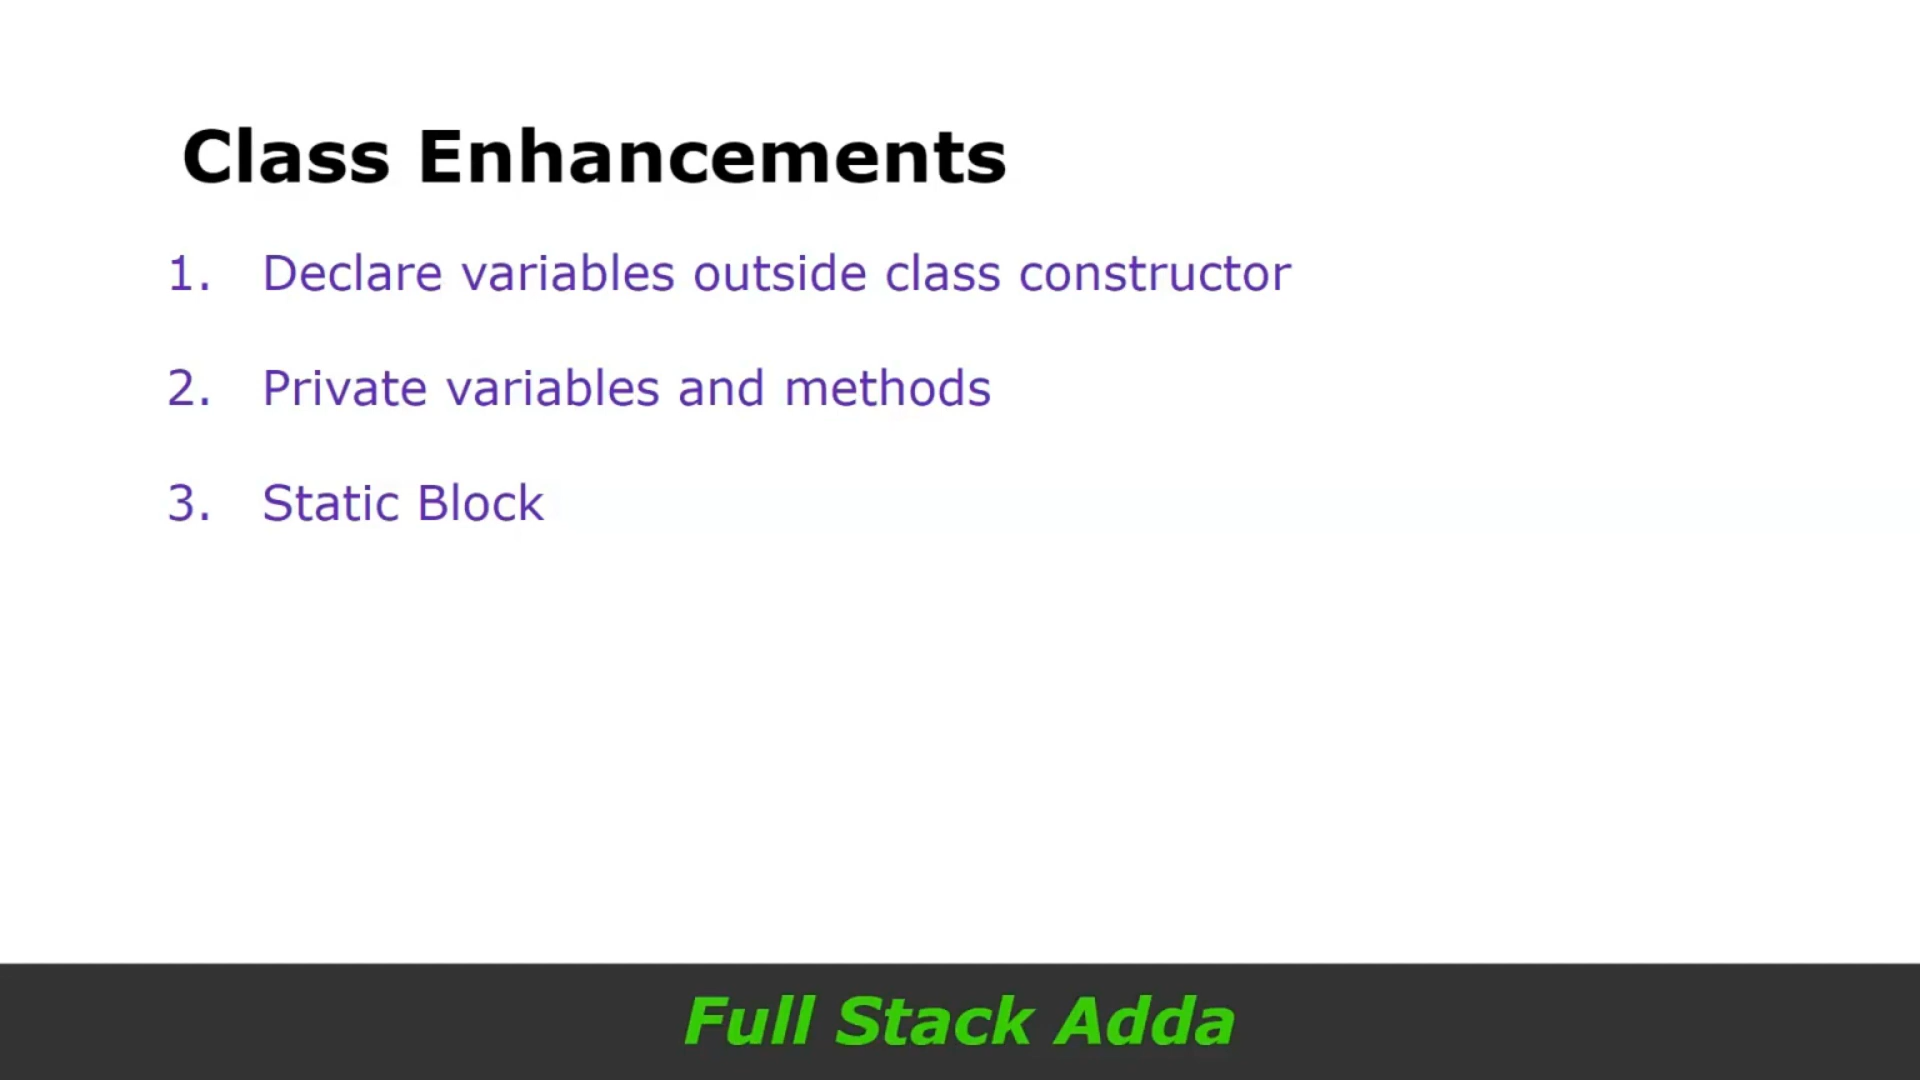 Class Enhancements
1. Declare variables outside class constructor
2. Private variables and methods
3. Static Block
Full Stack Adda